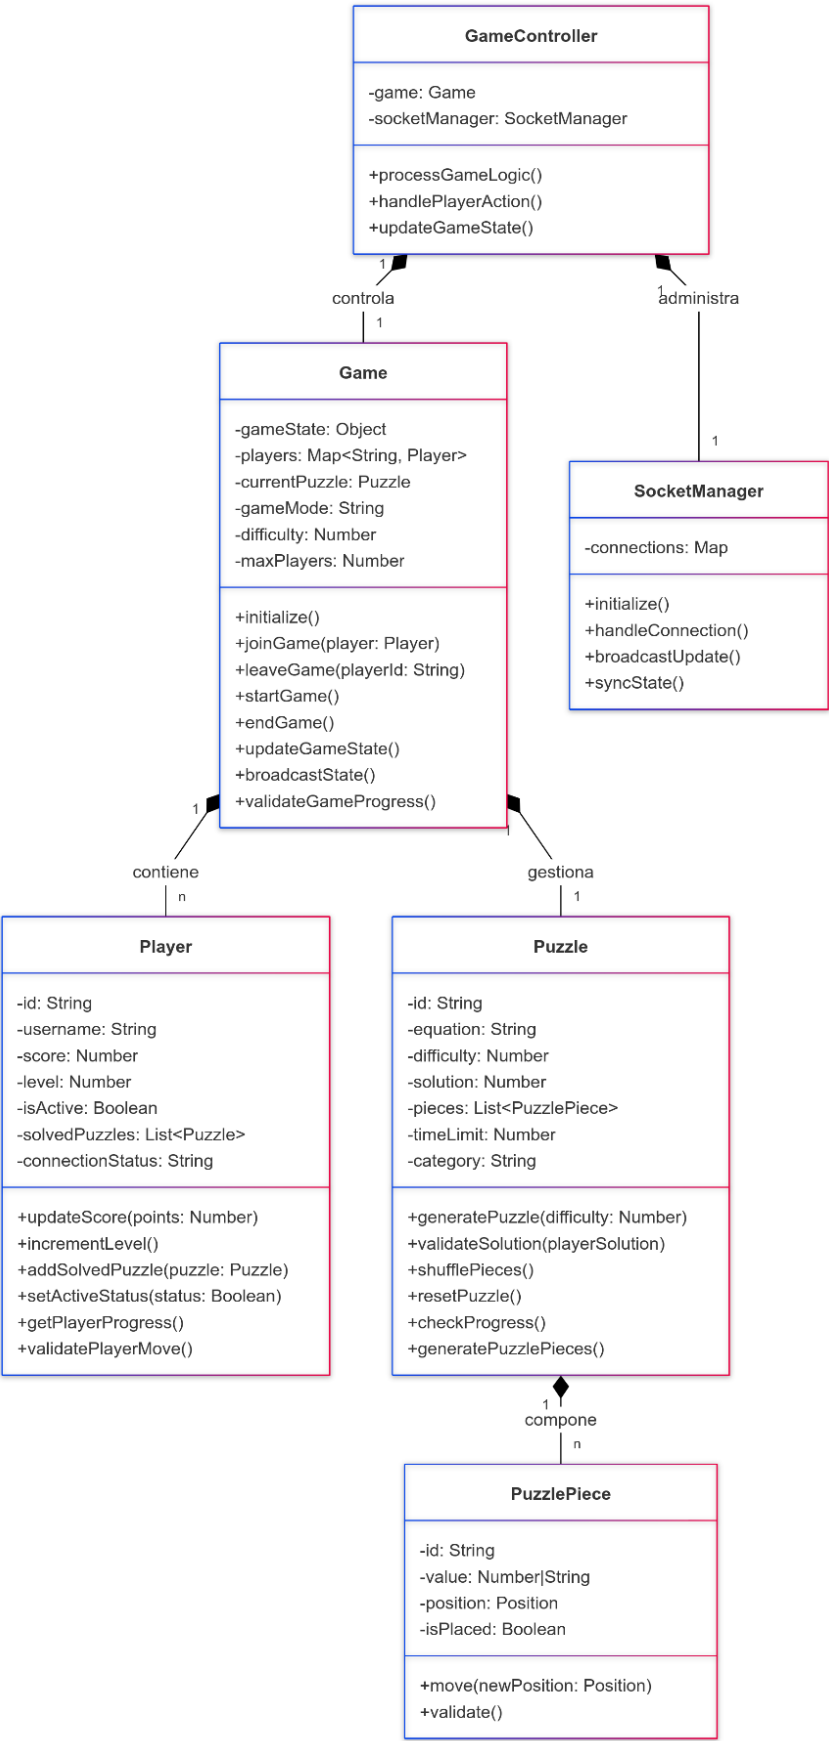 GameController
-game: Game
-socketManager: SocketManager
+processGameLogic()
+handlePlayerAction()
+updateGameState()
1
1
controla
administra
1
1
Game
-gameState: Object
-players: Map<String, Player>
-currentPuzzle: Puzzle
-gameMode: String
-difficulty: Number
-maxPlayers: Number
+initialize()
+joinGame(player: Player)
+leaveGame(playerId: String)
+startGame()
+endGame()
+updateGameState()
+broadcastState()
+validateGameProgress()
SocketManager
-connections: Map
+initialize()
+handleConnection()
+broadcastUpdate()
+syncState()
1
1
contiene
gestiona
n
1
Player
-id: String
-username: String
-score: Number
-level: Number
-isActive: Boolean
-solvedPuzzles: List<Puzzle>
-connectionStatus: String
+updateScore(points: Number)
+incrementLevel()
+addSolvedPuzzle(puzzle: Puzzle)
+setActiveStatus(status: Boolean)
+getPlayerProgress()
+validatePlayerMove()
Puzzle
-id: String
-equation: String
-difficulty: Number
-solution: Number
-pieces: List<PuzzlePiece>
-timeLimit: Number
-category: String
+generatePuzzle(difficulty: Number)
+validateSolution(playerSolution)
+shufflePieces()
+resetPuzzle()
+checkProgress()
+generatePuzzlePieces()
1
compone
n
PuzzlePiece
-id: String
-value: Number|String
-position: Position
-isPlaced: Boolean
+move(newPosition: Position)
+validate()